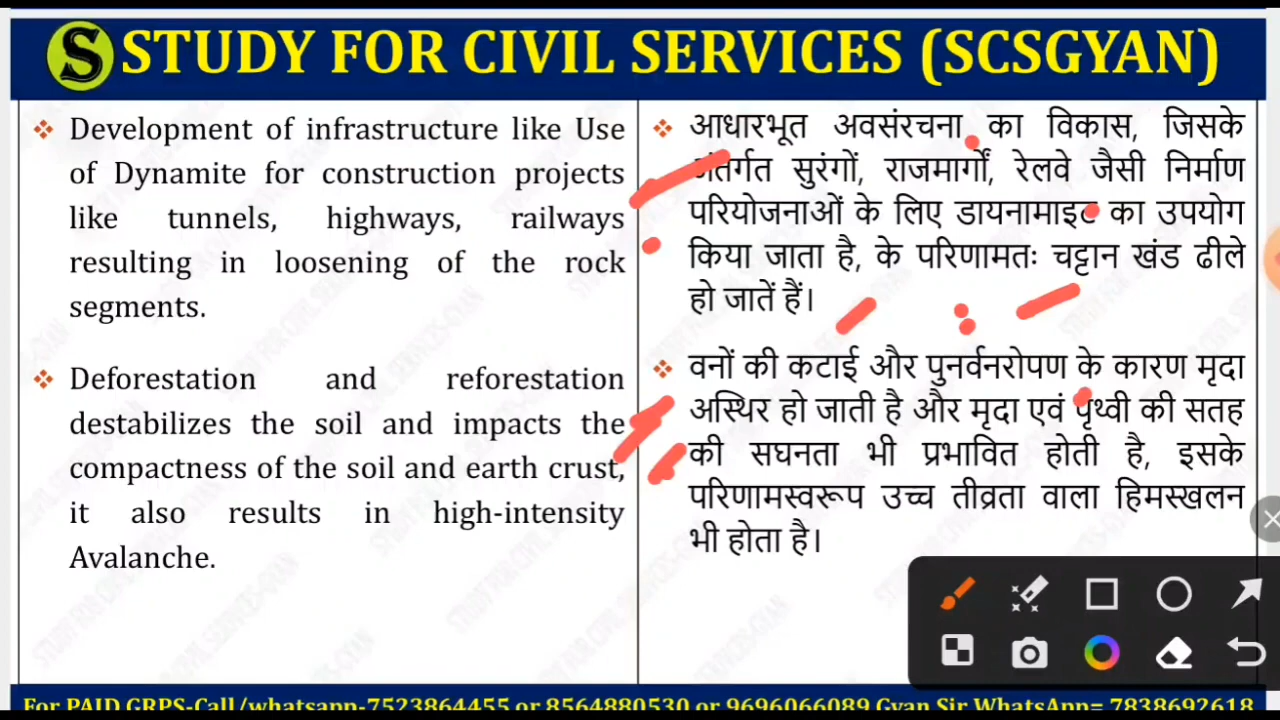 S STUDY FOR CIVIL SERVICES (SCSGYAN)
❖ Development of infrastructure like Use
of Dynamite for construction projects
like tunnels, highways, railways
resulting in loosening of the rock
segments.
❖ Deforestation and reforestation
destabilizes the soil and impacts the
compactness of the soil and earth crust,
it also results in high-intensity
Avalanche.
❖ आधारभूत अवसंरचना का विकास, जिसके
अंतर्गत सुरंगों, राजमार्गों, रेलवे जैसी निर्माण
परियोजनाओं के लिए डायनामाइट का उपयोग
किया जाता है, के परिणामतः चट्टान खंड ढीले
हो जातें हैं।
❖ वनों की कटाई और पुनर्वनरोपण के कारण मृदा
अस्थिर हो जाती है और मृदा एवं पृथ्वी की सतह
की सघनता भी प्रभावित होती है, इसके
परिणामस्वरूप उच्च तीव्रता वाला हिमस्खलन
भी होता है।
For PAID GRPS-Call/whatsapp-7523864455 or 8564880530 or 9696066089 Gyan Sir WhatsApp= 7838692618